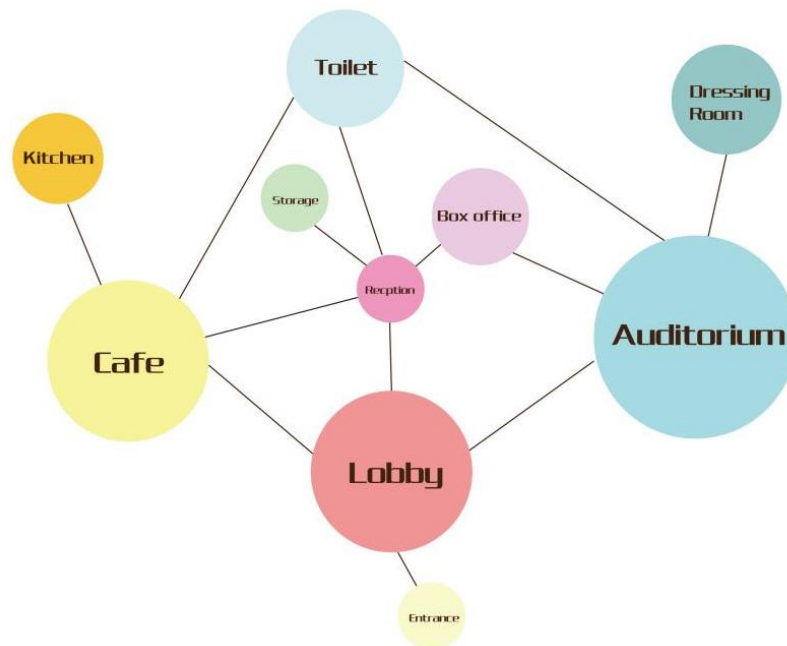 Toilet
Dressing
Room
Kitchen
Storage
Box office
Recption
Auditorium
Cafe
Lobby
Entrance